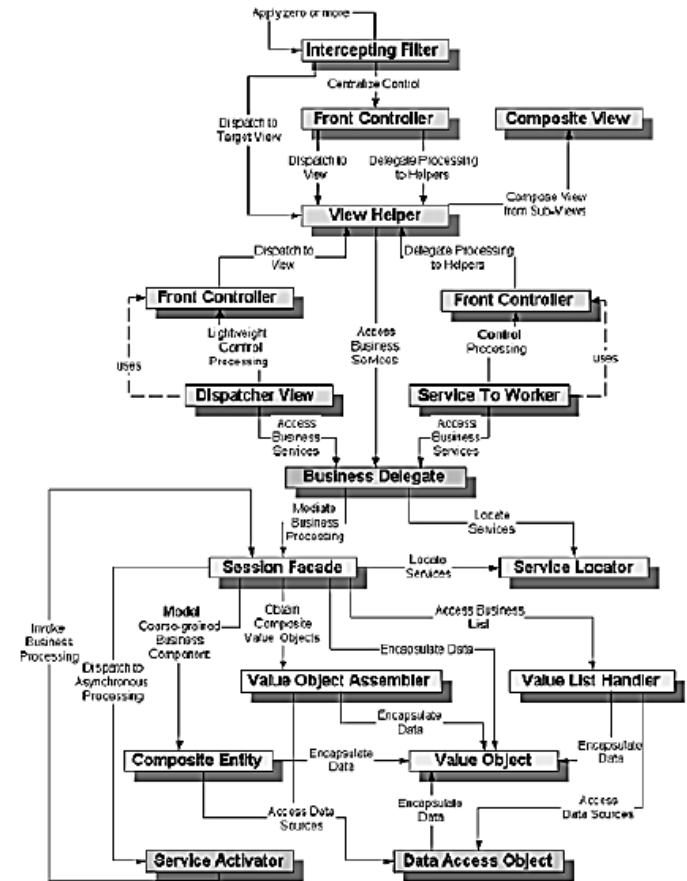 Apply zero or more
Intercepting Filter
Centralize Control
Dispatch to
Target View
Front Controller
Composite View
Dispatch to
View
Delegate Processing
to Helpers
Compose View
from Sub-Views
View Helper
Dispatch to
View
Delegate Processing
to Helpers
Front Controller
Front Controller
Lightweight
Control
Processing
Access
Business
Services
Control
Processing
uses
uses
Dispatcher View
Service To Worker
Access
Business
Services
Access
Business
Services
Business Delegate
Mediate
Business
Processing
Locate
Services
Session Facade
Locate
Services
Service Locator
Invoke
Business
Processing
Model
Coarse-grained
Business
Component
Obtain
Composite
Value Objects
Access Business
List
Encapsulate Data
Dispatch to
Asynchronous
Processing
Value Object Assembler
Value List Handler
Encapsulate
Data
Composite Entity
Encapsulate
Data
Value Object
Encapsulate
Data
Access Data
Sources
Encapsulate
Data
Access
Data Sources
Service Activator
Data Access Object